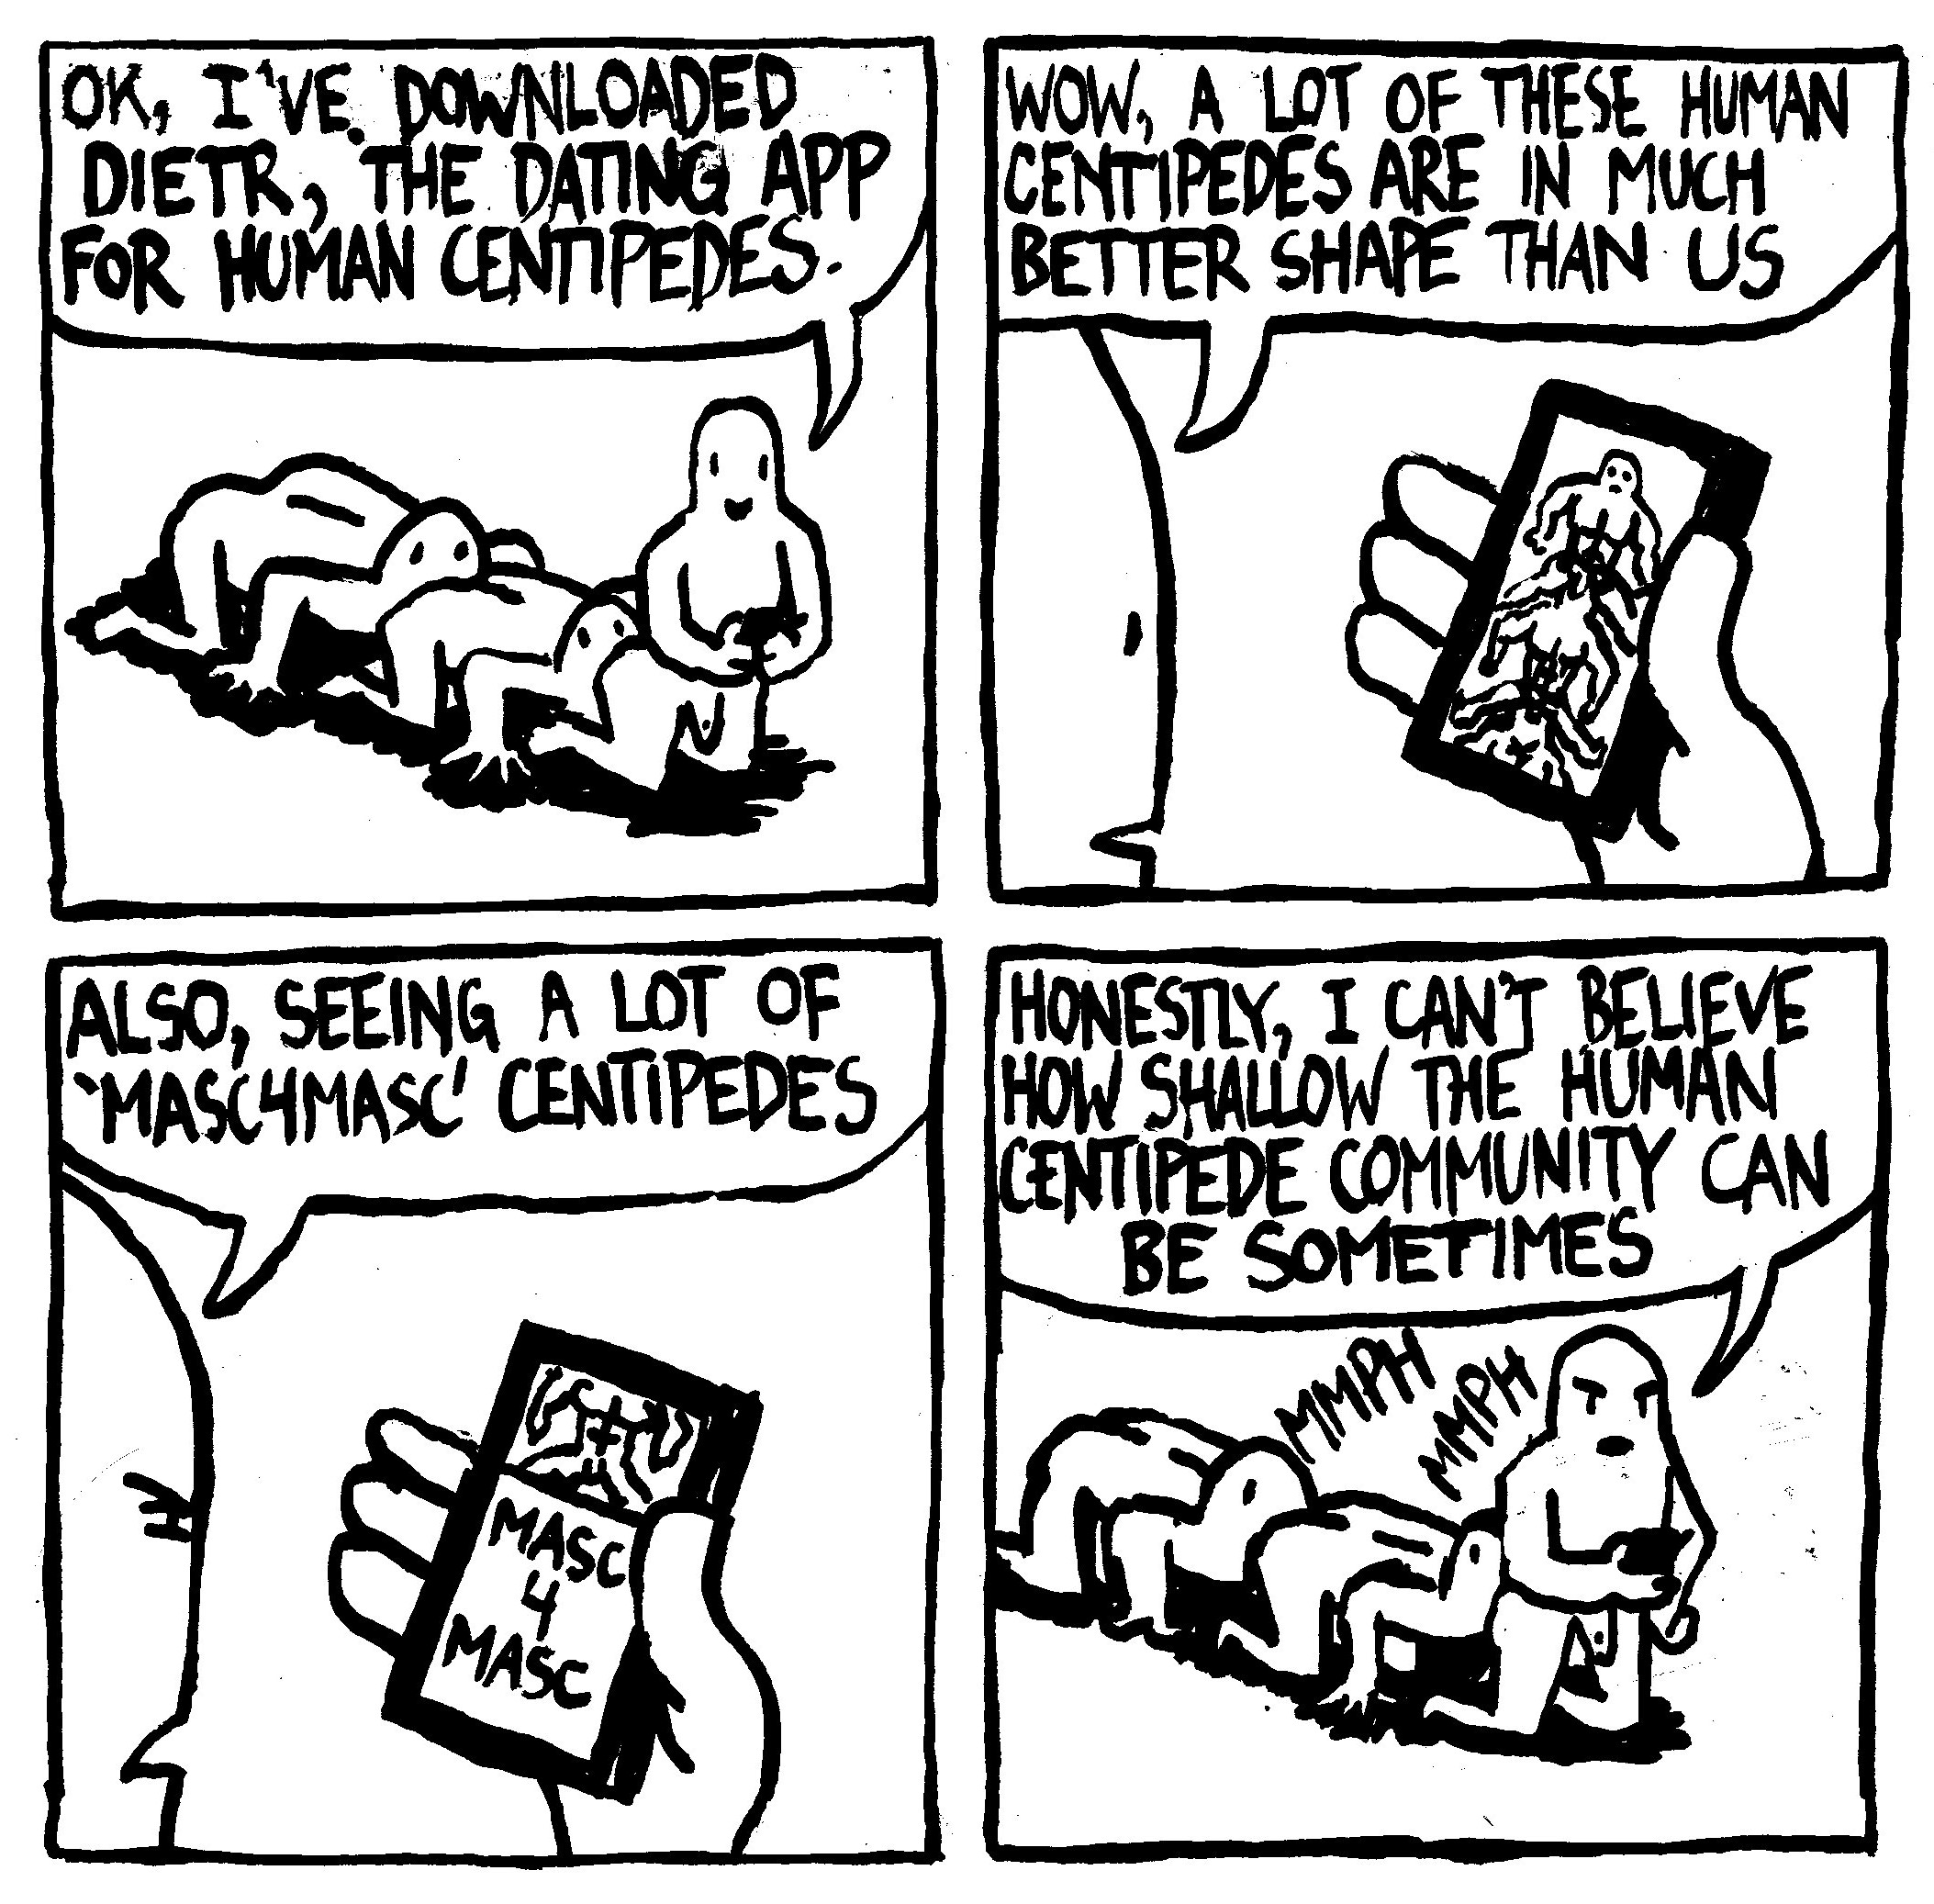 OK, I'VE DOWNLOADED
DIETR, THE DATING APP
FOR HUMAN CENTIPEDES.
WOW, A LOT OF THESE HUMAN
CENTIPEDES ARE IN MUCH
BETTER SHAPE THAN US
ALSO, SEEING A LOT OF
'MASC4MASC' CENTIPEDES
MASC
4
MASC
HONESTLY, I CAN'T BELIEVE
HOW SHALLOW THE HUMAN
CENTIPEDE COMMUNITY CAN
BE SOMETIMES
MMPH
MMPH